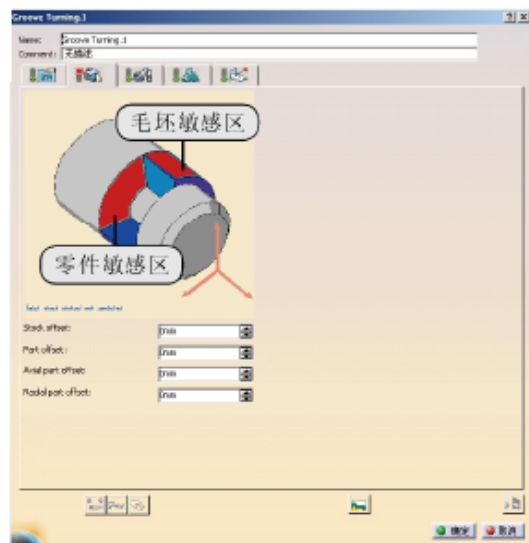 Groove Turning.1
Name: Groove Turning.1
Comment: 无描述
毛坯敏感区
零件敏感区
Stock offset: 0mm
Part offset: 0mm
Axial part offset: 0mm
Radial part offset: 0mm
确定 取消